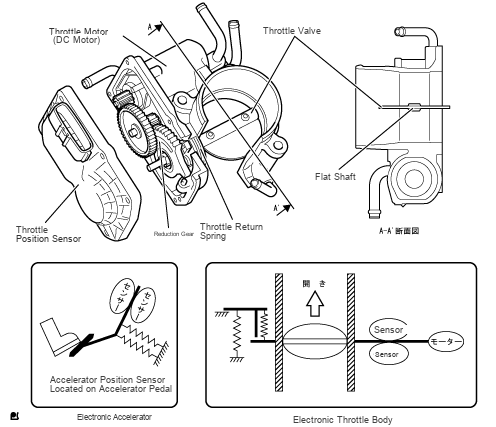 A
Throttle Motor
(DC Motor)
Throttle Valve
Flat Shaft
A'
Throttle
Position Sensor
Reduction Gear
Throttle Return
Spring
A-A'断面図
センサー
センサー
Accelerator Position Sensor
Located on Accelerator Pedal
Electronic Accelerator
開き
Sensor
Sensor
モーター
Electronic Throttle Body